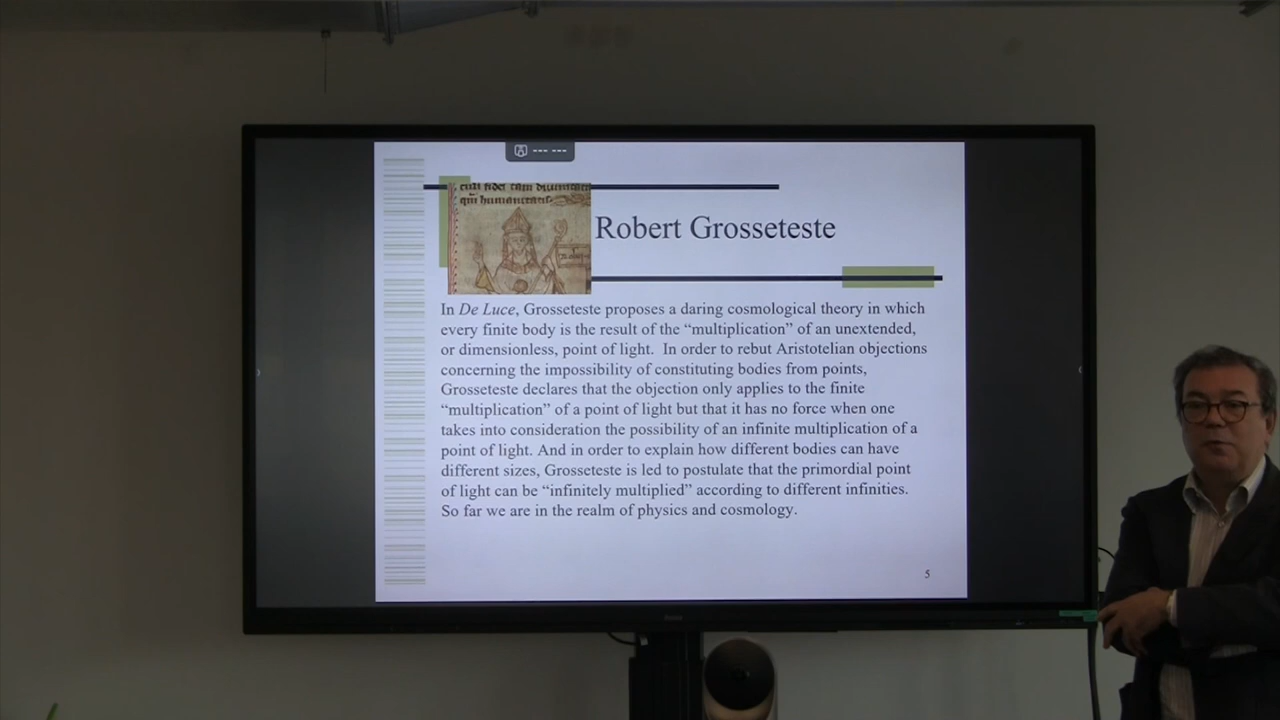 qui humanitatis
Robert Grosseteste
In De Luce, Grosseteste proposes a daring cosmological theory in which
every finite body is the result of the “multiplication” of an unextended,
or dimensionless, point of light.  In order to rebut Aristotelian objections
concerning the impossibility of constituting bodies from points,
Grosseteste declares that the objection only applies to the finite
“multiplication” of a point of light but that it has no force when one
takes into consideration the possibility of an infinite multiplication of a
point of light. And in order to explain how different bodies can have
different sizes, Grosseteste is led to postulate that the primordial point
of light can be “infinitely multiplied” according to different infinities.
So far we are in the realm of physics and cosmology.
5